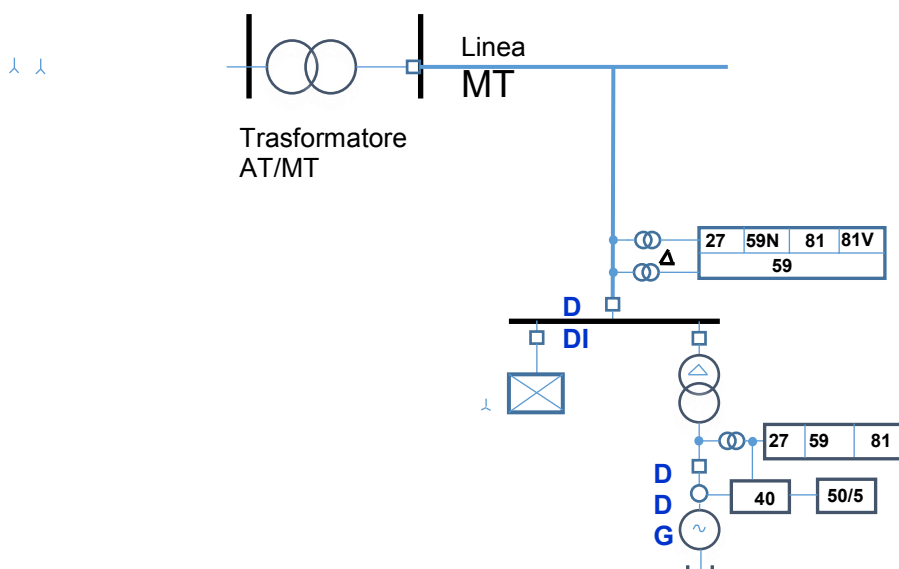 Linea
MT
Trasformatore
AT/MT
27 59N 81 81V
59
Δ
D
DI
27 59 81
D
D
G
40 50/5